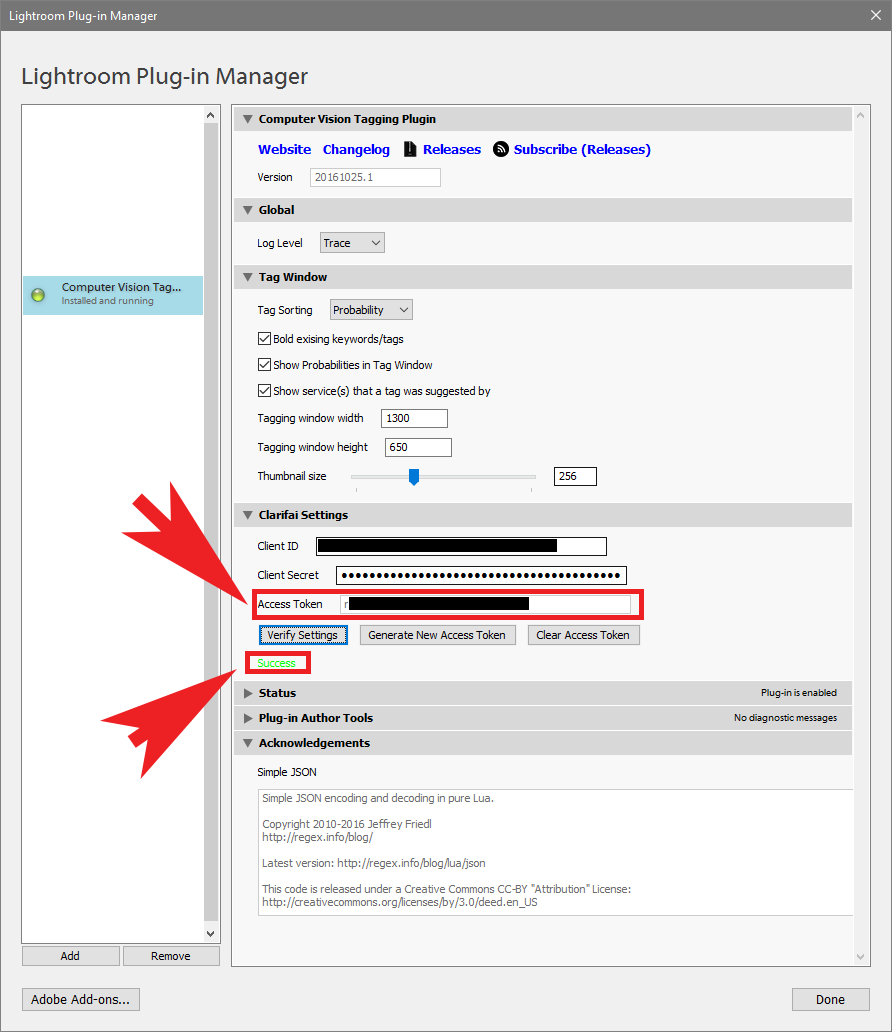 Lightroom Plug-in Manager
Lightroom Plug-in Manager
Computer Vision Tag...
Installed and running
Add Remove
Computer Vision Tagging Plugin
Website Changelog Releases Subscribe (Releases)
Version 20161025.1
Global
Log Level Trace
Tag Window
Tag Sorting Probability
Bold exising keywords/tags
Show Probabilities in Tag Window
Show service(s) that a tag was suggested by
Tagging window width 1300
Tagging window height 650
Thumbnail size 256
Clarifai Settings
Client ID
Client Secret
Access Token r
Verify Settings Generate New Access Token Clear Access Token
Success
Status Plug-in is enabled
Plug-in Author Tools No diagnostic messages
Acknowledgements
Simple JSON
Simple JSON encoding and decoding in pure Lua.
Copyright 2010-2016 Jeffrey Friedl
http://regex.info/blog/
Latest version: http://regex.info/blog/lua/json
This code is released under a Creative Commons CC-BY "Attribution" License:
http://creativecommons.org/licenses/by/3.0/deed.en_US
Adobe Add-ons... Done